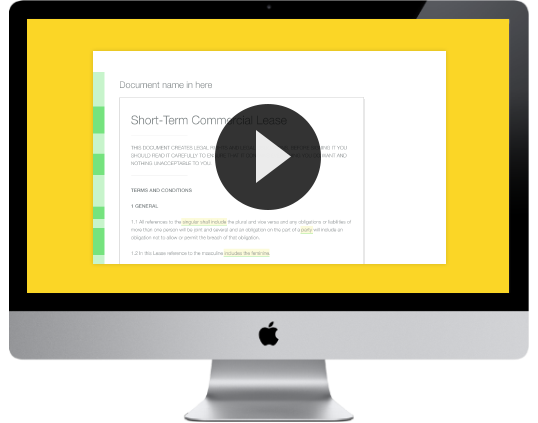 Document name in here
Short-Term Commercial Lease
THIS DOCUMENT CREATES LEGAL
SHOULD READ IT CAREFULLY TO WANT AND
NOTHING UNACCEPTABLE TO YOU
TERMS AND CONDITIONS
1 GENERAL
1.1 All references to the singular shall include the plural and vice versa and any obligations or liabilities of
more than one person will be joint and several and an obligation on the part of a party will include an
obligation not to allow or permit the breach of that obligation.
1.2 In this Lease reference to the masculine includes the feminine